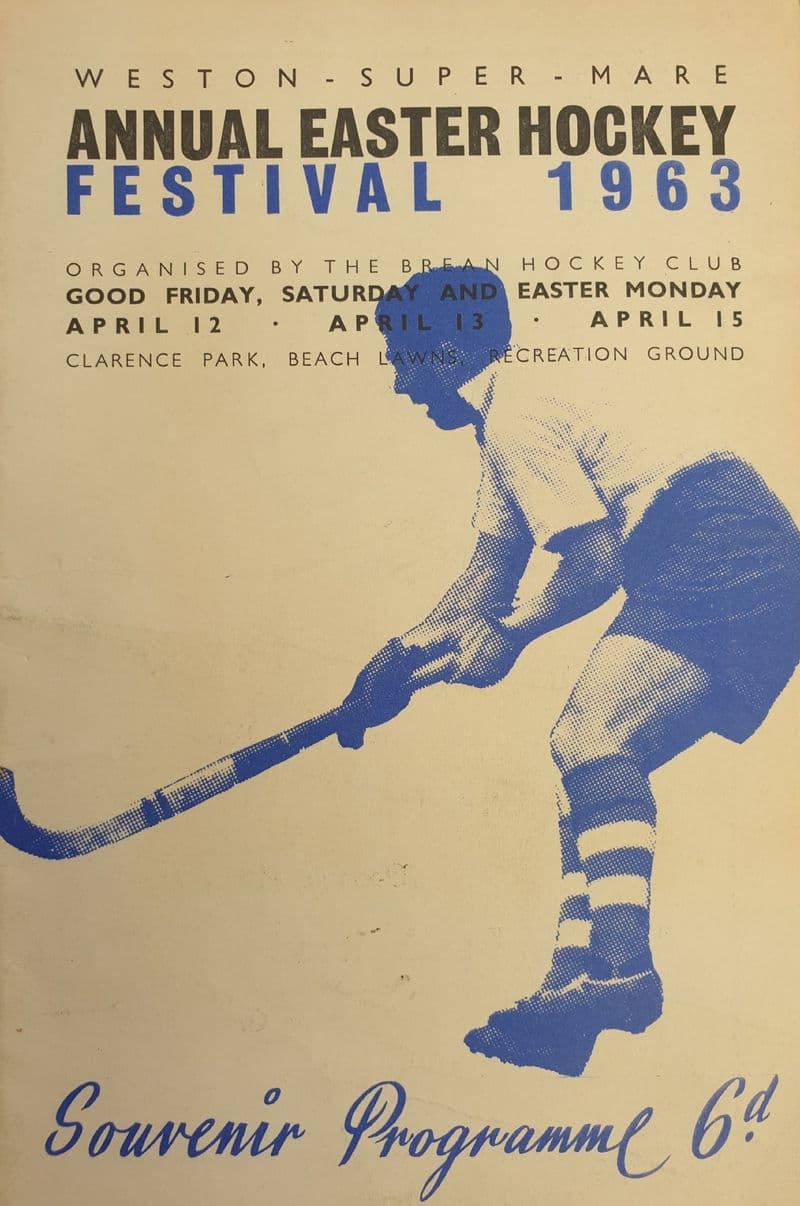 WESTON-SUPER-MARE
ANNUAL EASTER HOCKEY
FESTIVAL 1963
ORGANISED BY THE BREAN HOCKEY CLUB
GOOD FRIDAY, SATURDAY AND EASTER MONDAY
APRIL 12 · APRIL 13 · APRIL 15
CLARENCE PARK, BEACH LAWNS, RECREATION GROUND
Souvenir Programme 6d.